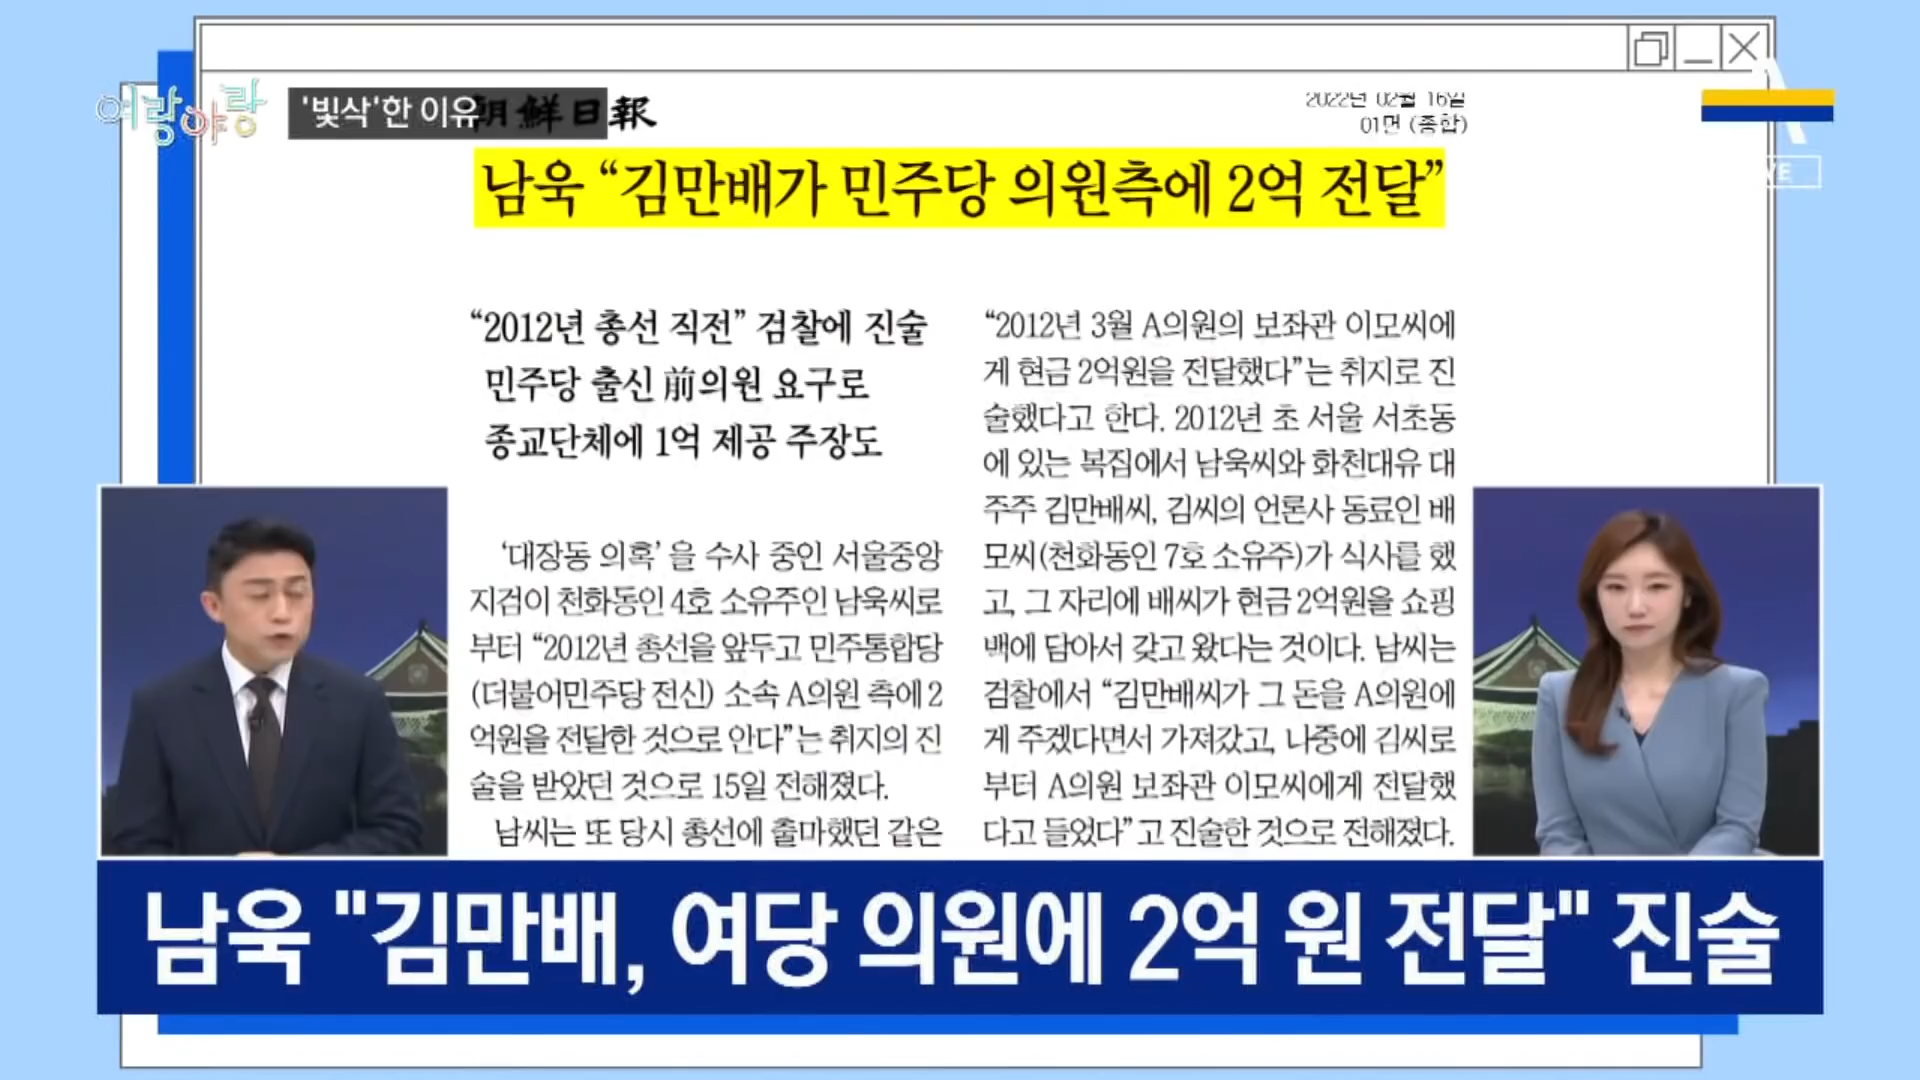 여랑야랑
'빛삭'한 이유
朝鮮日報
2022년 02월 16일
01면 (종합)
남욱 “김만배가 민주당 의원측에 2억 전달”
“2012년 총선 직전” 검찰에 진술
민주당 출신 前의원 요구로
종교단체에 1억 제공 주장도
‘대장동 의혹’을 수사 중인 서울중앙
지검이 천화동인 4호 소유주인 남욱씨로
부터 “2012년 총선을 앞두고 민주통합당
(더불어민주당 전신) 소속 A의원 측에 2
억원을 전달한 것으로 안다”는 취지의 진
술을 받았던 것으로 15일 전해졌다.
남씨는 또 당시 총선에 출마했던 같은
“2012년 3월 A의원의 보좌관 이모씨에
게 현금 2억원을 전달했다”는 취지로 진
술했다고 한다. 2012년 초 서울 서초동
에 있는 복집에서 남욱씨와 화천대유 대
주주 김만배씨, 김씨의 언론사 동료인 배
모씨(천화동인 7호 소유주)가 식사를 했
고, 그 자리에 배씨가 현금 2억원을 쇼핑
백에 담아서 갖고 왔다는 것이다. 남씨는
검찰에서 “김만배씨가 그 돈을 A의원에
게 주겠다면서 가져갔고, 나중에 김씨로
부터 A의원 보좌관 이모씨에게 전달했
다고 들었다”고 진술한 것으로 전해졌다.
남욱 "김만배, 여당 의원에 2억 원 전달" 진술